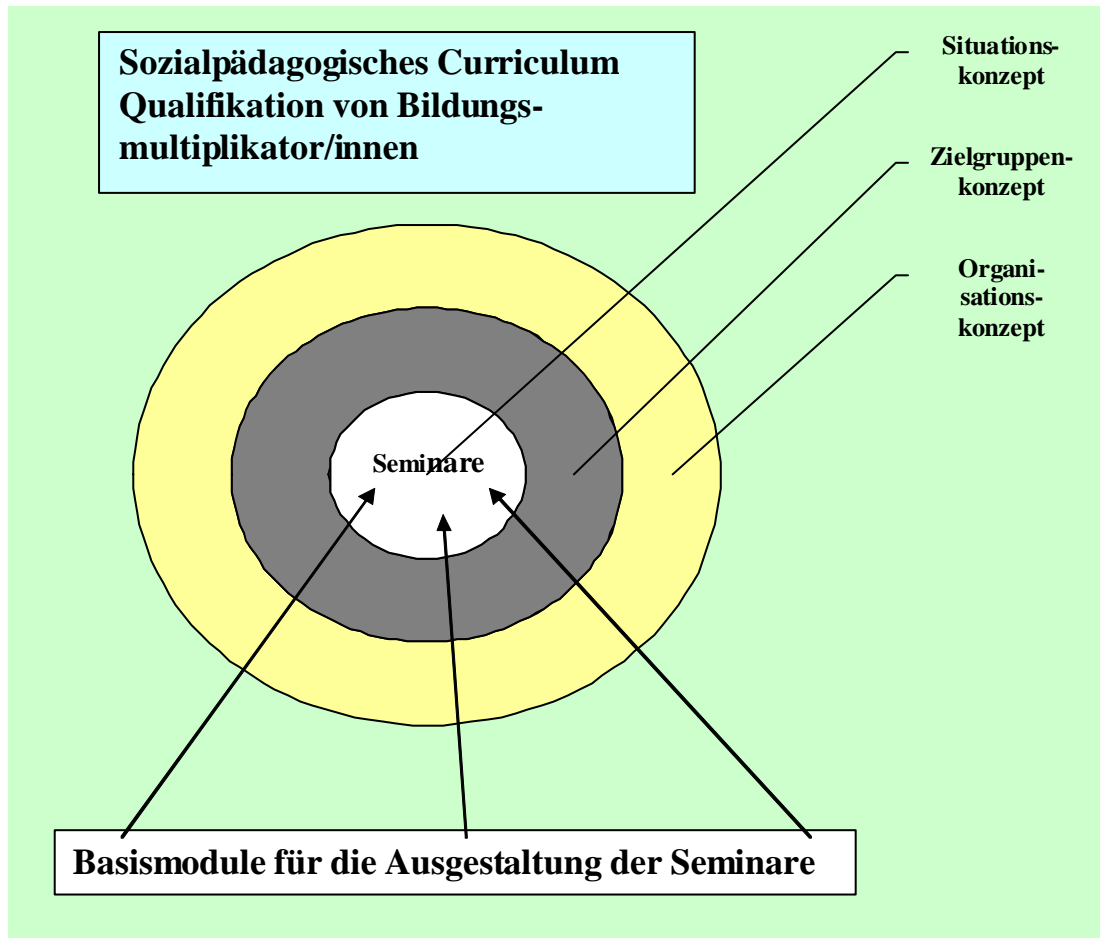 Sozialpädagogisches Curriculum
Qualifikation von Bildungs-
multiplikator/innen
Situations-
konzept
Zielgruppen-
konzept
Organi-
sations-
konzept
Seminare
Basismodule für die Ausgestaltung der Seminare